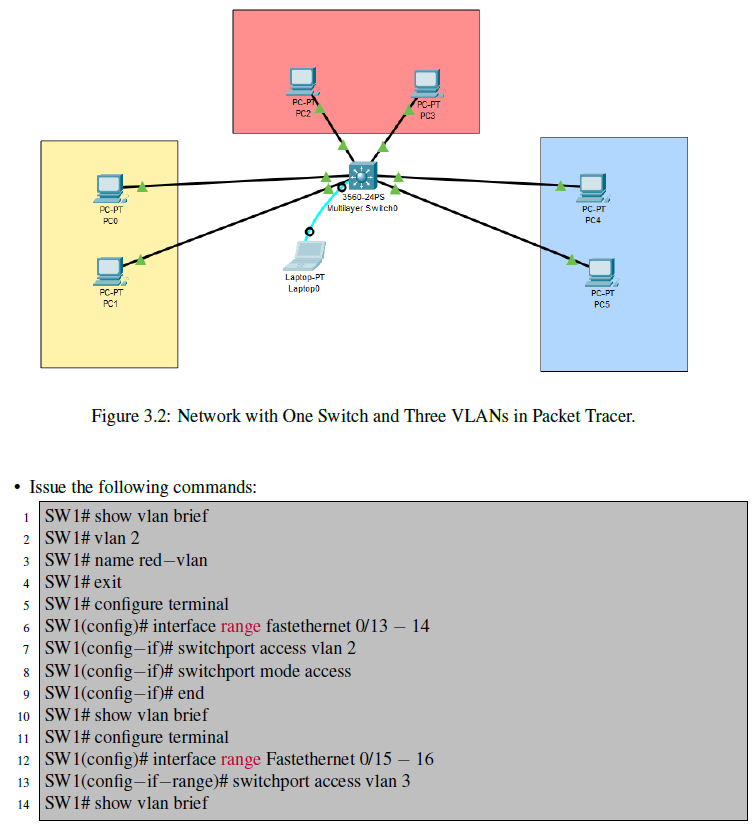 PC-PT
PC2
PC-PT
PC3
PC-PT
PC0
3560-24PS
Multilayer Switch0
PC-PT
PC4
PC-PT
PC1
Laptop-PT
Laptop0
PC-PT
PC5
Figure 3.2: Network with One Switch and Three VLANs in Packet Tracer.
• Issue the following commands:
1 SW1# show vlan brief
2 SW1# vlan 2
3 SW1# name red−vlan
4 SW1# exit
5 SW1# configure terminal
6 SW1(config)# interface range fastethernet 0/13 − 14
7 SW1(config−if)# switchport access vlan 2
8 SW1(config−if)# switchport mode access
9 SW1(config−if)# end
10 SW1# show vlan brief
11 SW1# configure terminal
12 SW1(config)# interface range Fastethernet 0/15 − 16
13 SW1(config−if−range)# switchport access vlan 3
14 SW1# show vlan brief